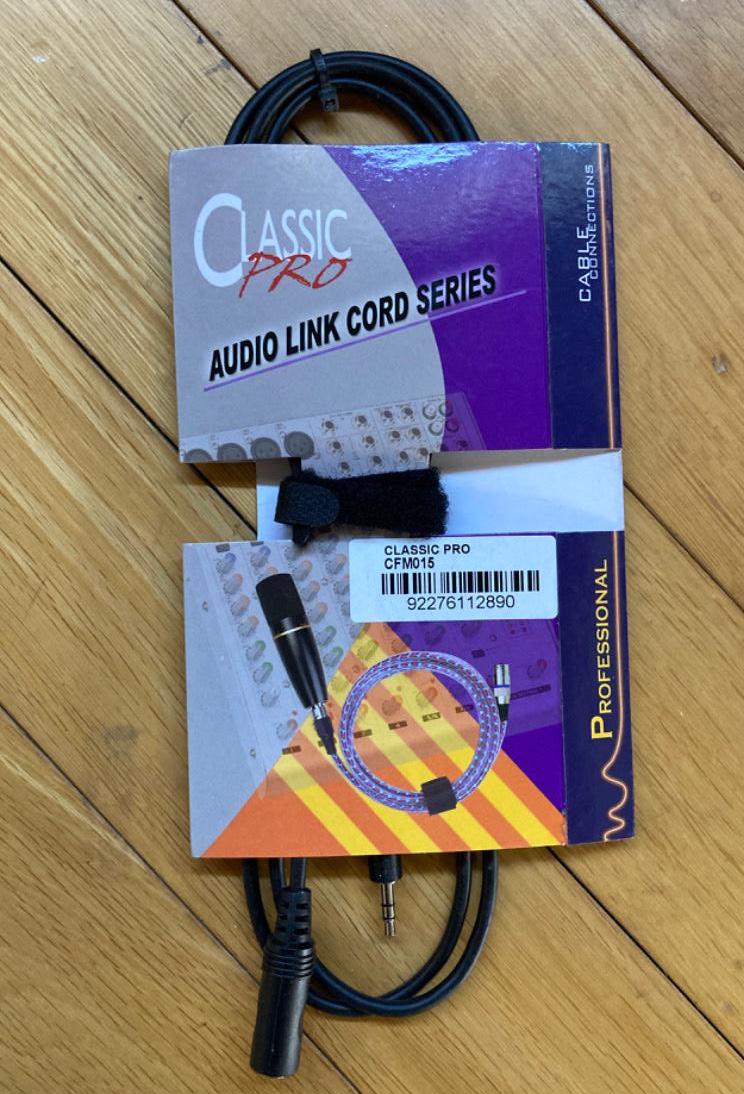 CLASSIC
PRO
AUDIO LINK CORD SERIES
CABLE
CONNECTIONS
CLASSIC PRO
CFM015
92276112890
PROFESSIONAL